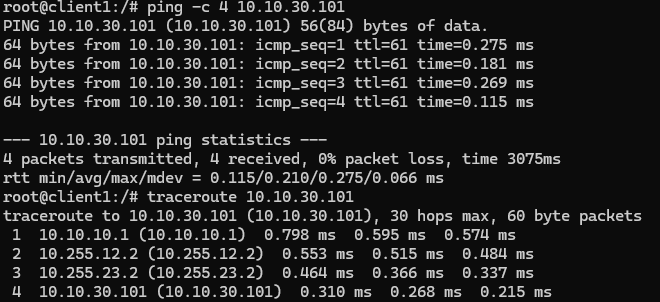 root@client1:/# ping -c 4 10.10.30.101
PING 10.10.30.101 (10.10.30.101) 56(84) bytes of data.
64 bytes from 10.10.30.101: icmp_seq=1 ttl=61 time=0.275 ms
64 bytes from 10.10.30.101: icmp_seq=2 ttl=61 time=0.181 ms
64 bytes from 10.10.30.101: icmp_seq=3 ttl=61 time=0.269 ms
64 bytes from 10.10.30.101: icmp_seq=4 ttl=61 time=0.115 ms

--- 10.10.30.101 ping statistics ---
4 packets transmitted, 4 received, 0% packet loss, time 3075ms
rtt min/avg/max/mdev = 0.115/0.210/0.275/0.066 ms
root@client1:/# traceroute 10.10.30.101
traceroute to 10.10.30.101 (10.10.30.101), 30 hops max, 60 byte packets
 1  10.10.10.1 (10.10.10.1)  0.798 ms  0.595 ms  0.574 ms
 2  10.255.12.2 (10.255.12.2)  0.553 ms  0.515 ms  0.484 ms
 3  10.255.23.2 (10.255.23.2)  0.464 ms  0.366 ms  0.337 ms
 4  10.10.30.101 (10.10.30.101)  0.310 ms  0.268 ms  0.215 ms